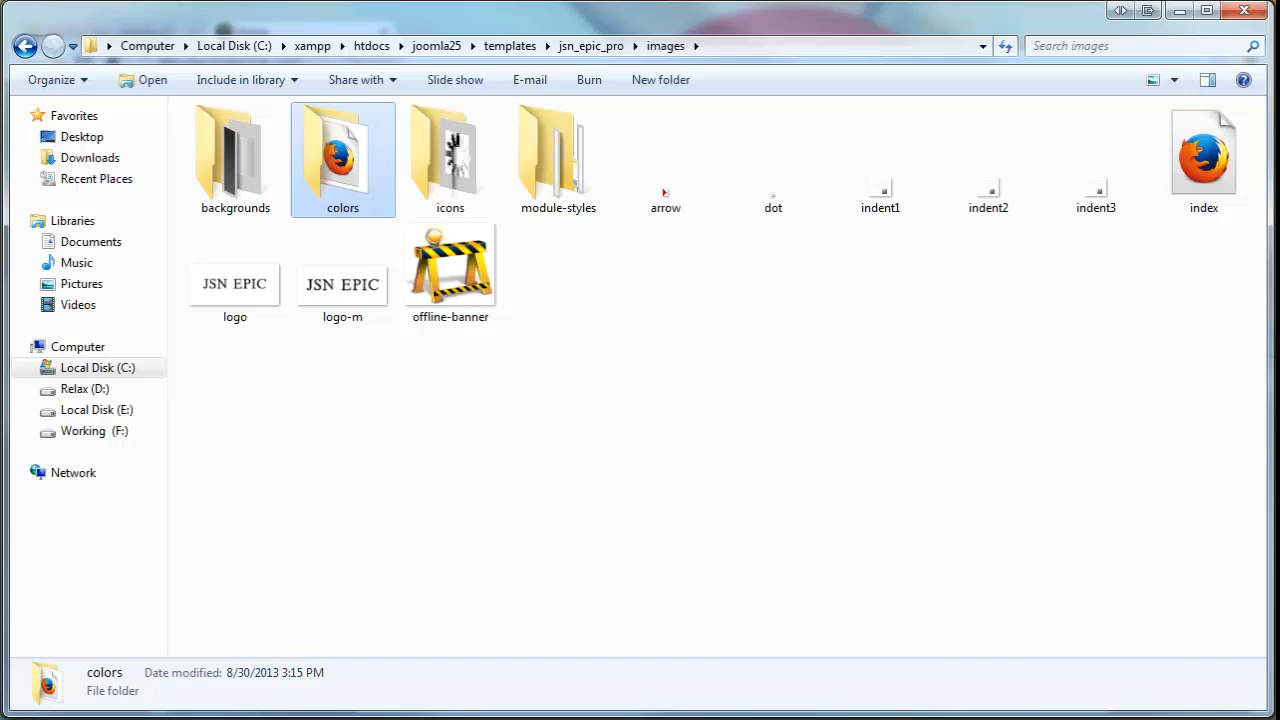 Computer Local Disk (C:) xampp htdocs joomla25 templates jsn_epic_pro images
Search images
Organize Open Include in library Share with Slide show E-mail Burn New folder
Favorites
Desktop
Downloads
Recent Places
Libraries
Documents
Music
Pictures
Videos
Computer
Local Disk (C:)
Relax (D:)
Local Disk (E:)
Working (F:)
Network
backgrounds colors icons module-styles arrow dot indent1 indent2 indent3 index
JSN EPIC JSN EPIC
logo logo-m offline-banner
colors Date modified: 8/30/2013 3:15 PM
File folder